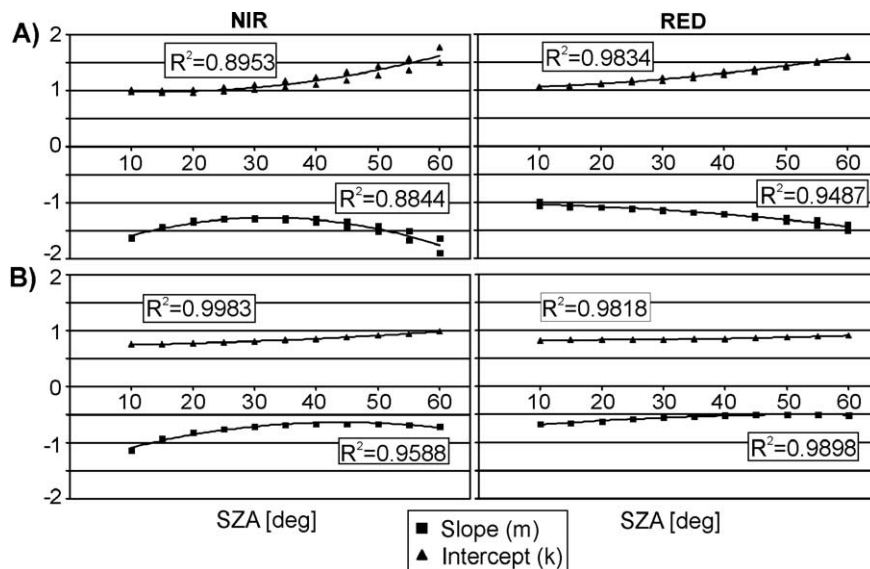 NIR RED
A)
2
R²=0.8953 R²=0.9834
1
0
10 20 30 40 50 60 10 20 30 40 50 60
R²=0.8844 R²=0.9487
-1
-2
B)
2
R²=0.9983 R²=0.9818
1
0
10 20 30 40 50 60 10 20 30 40 50 60
-1
R²=0.9588 R²=0.9898
-2
SZA [deg] SZA [deg]
Slope (m)
Intercept (k)